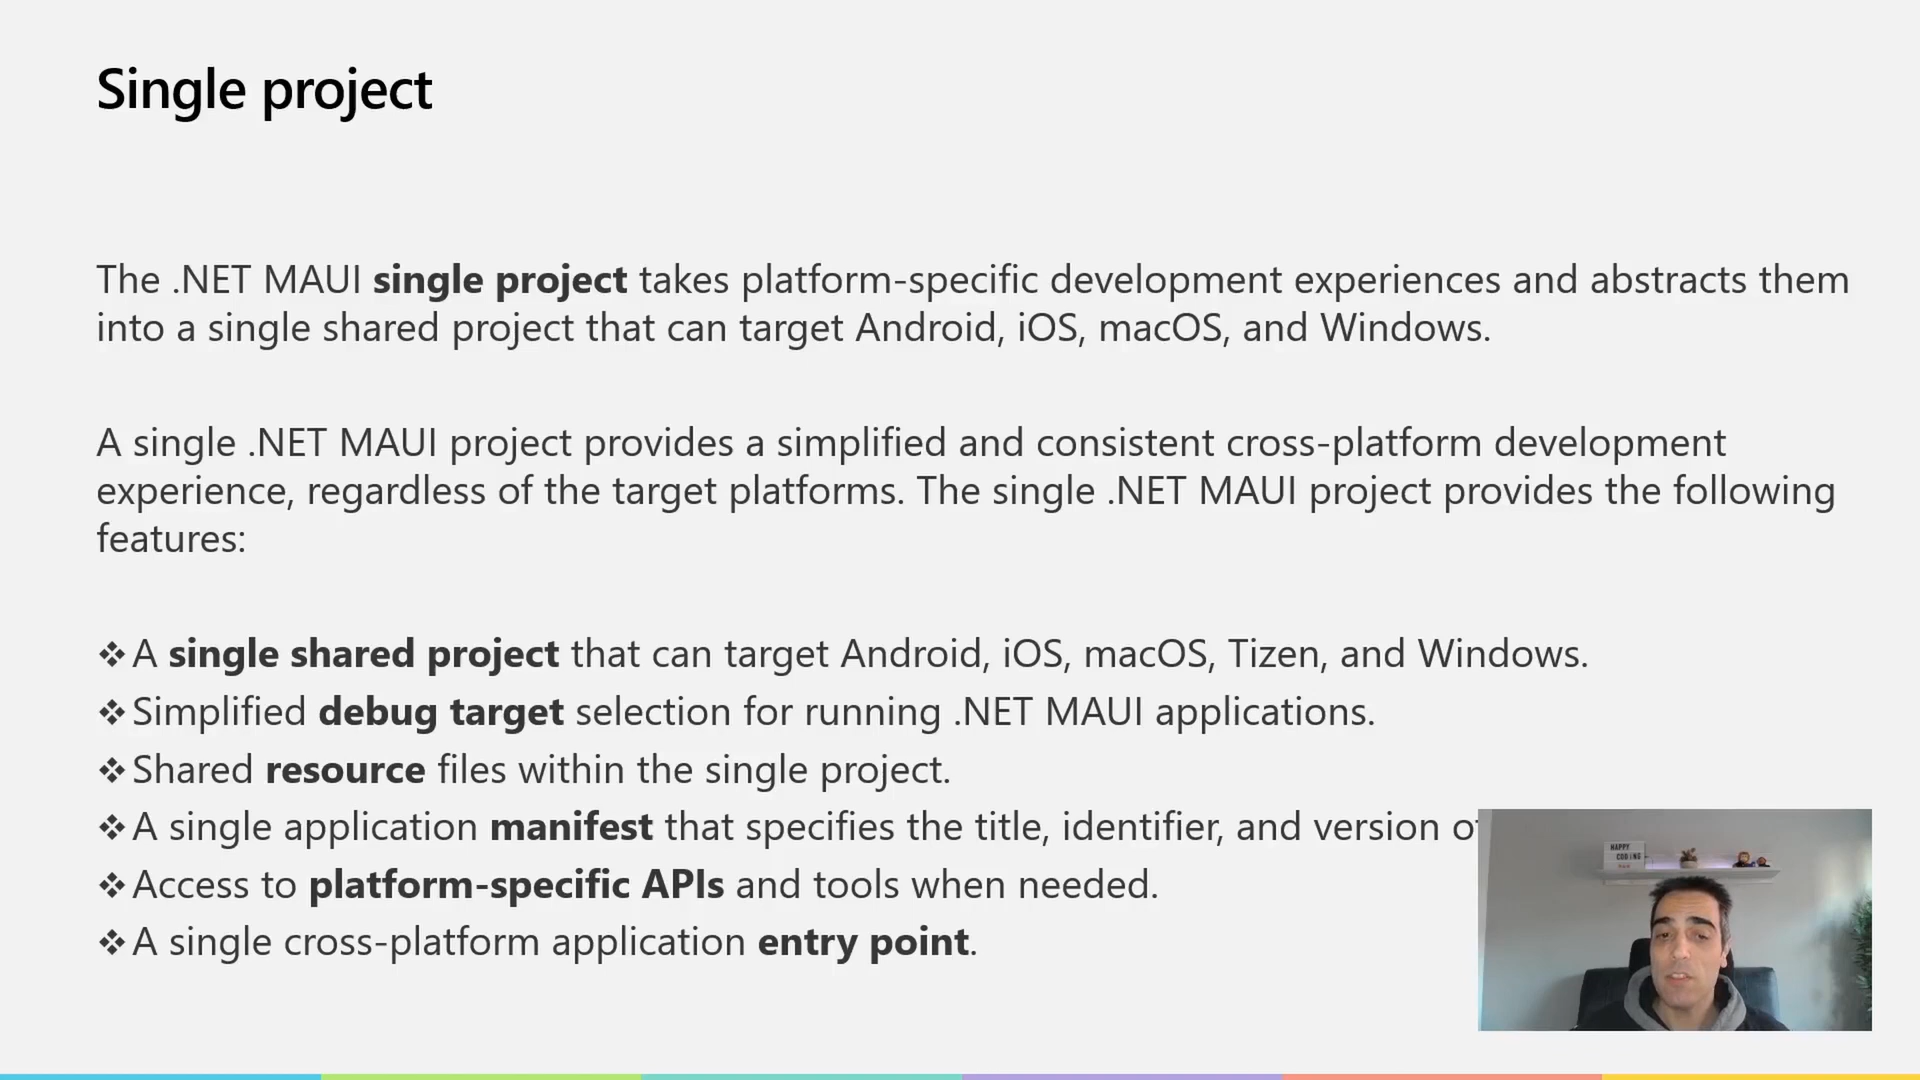 Single project
The .NET MAUI single project takes platform-specific development experiences and abstracts them
into a single shared project that can target Android, iOS, macOS, and Windows.
A single .NET MAUI project provides a simplified and consistent cross-platform development
experience, regardless of the target platforms. The single .NET MAUI project provides the following
features:
❖ A single shared project that can target Android, iOS, macOS, Tizen, and Windows.
❖ Simplified debug target selection for running .NET MAUI applications.
❖ Shared resource files within the single project.
❖ A single application manifest that specifies the title, identifier, and version
❖ Access to platform-specific APIs and tools when needed.
❖ A single cross-platform application entry point.
HAPPY
CODING